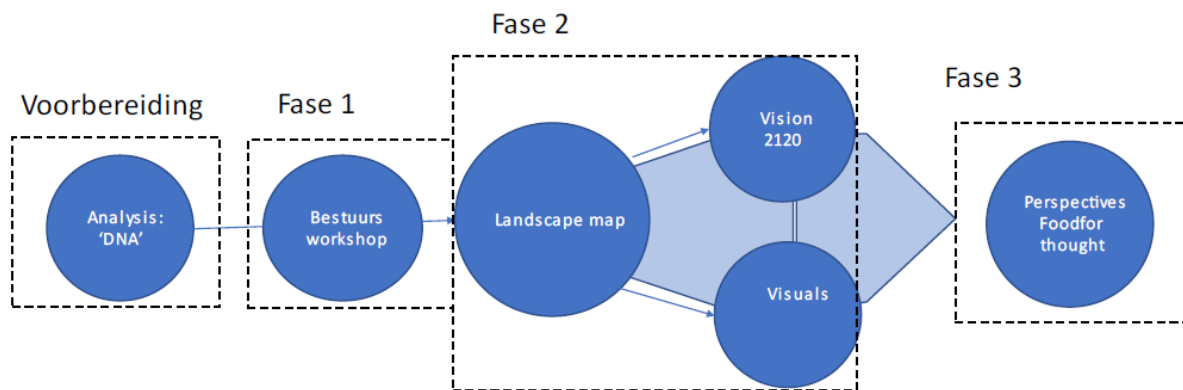 Voorbereiding
Analysis:
‘DNA’
Fase 1
Bestuurs
workshop
Fase 2
Landscape map
Vision
2120
Visuals
Fase 3
Perspectives
Foodfor
thought